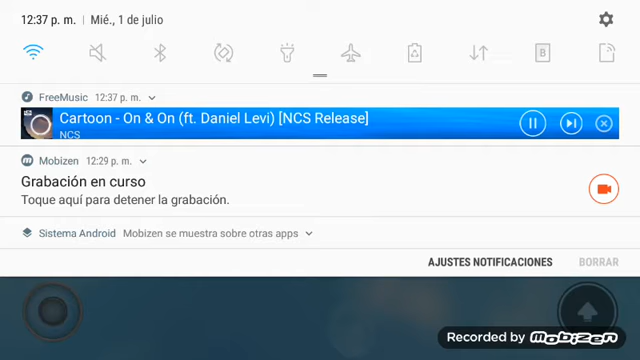 12:37 p. m. | Mié., 1 de julio
FreeMusic 12:37 p. m.
Cartoon - On & On (ft. Daniel Levi) [NCS Release]
NCS
Mobizen 12:29 p. m.
Grabación en curso
Toque aquí para detener la grabación.
Sistema Android Mobizen se muestra sobre otras apps
AJUSTES NOTIFICACIONES BORRAR
Recorded by mobizen